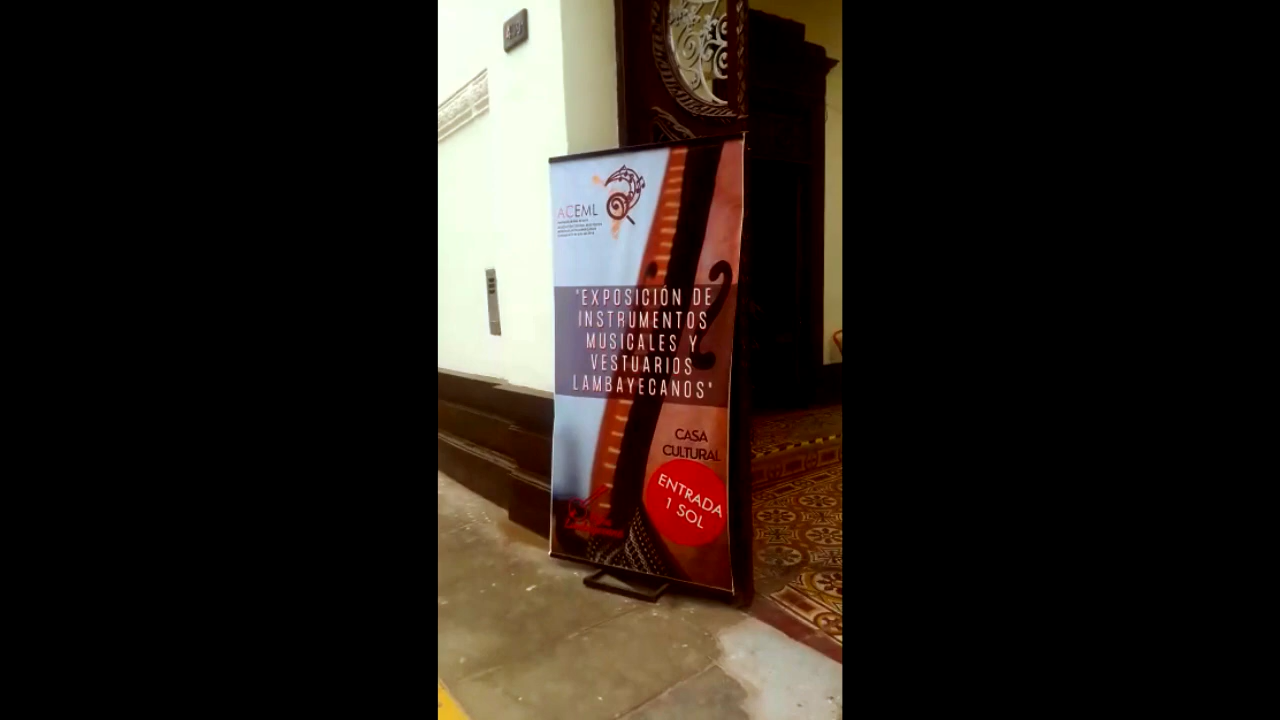 ACEML
"EXPOSICIÓN DE
INSTRUMENTOS
MUSICALES Y
VESTUARIOS
LAMBAYECANOS"
CASA
CULTURAL
ENTRADA
1 SOL